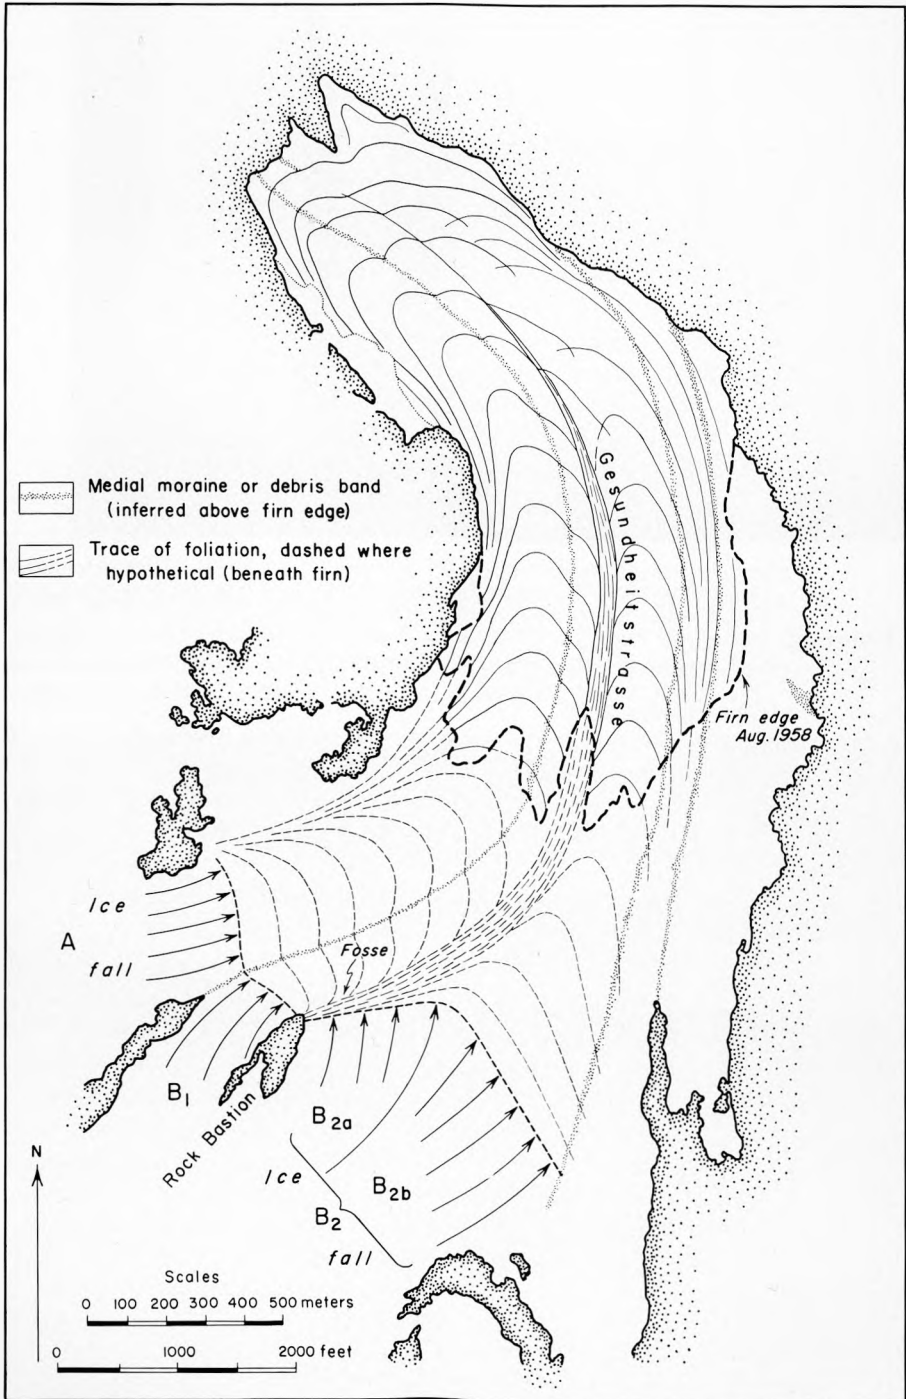 Medial moraine or debris band
(inferred above firn edge)
Trace of foliation, dashed where
hypothetical (beneath firn)
Gesundheitstrasse
Firn edge
Aug. 1958
Ice
A
fall
Fosse
B1
Rock Bastion
B2a
Ice
B2b
B2
fall
N
Scales
0 100 200 300 400 500 meters
0 1000 2000 feet